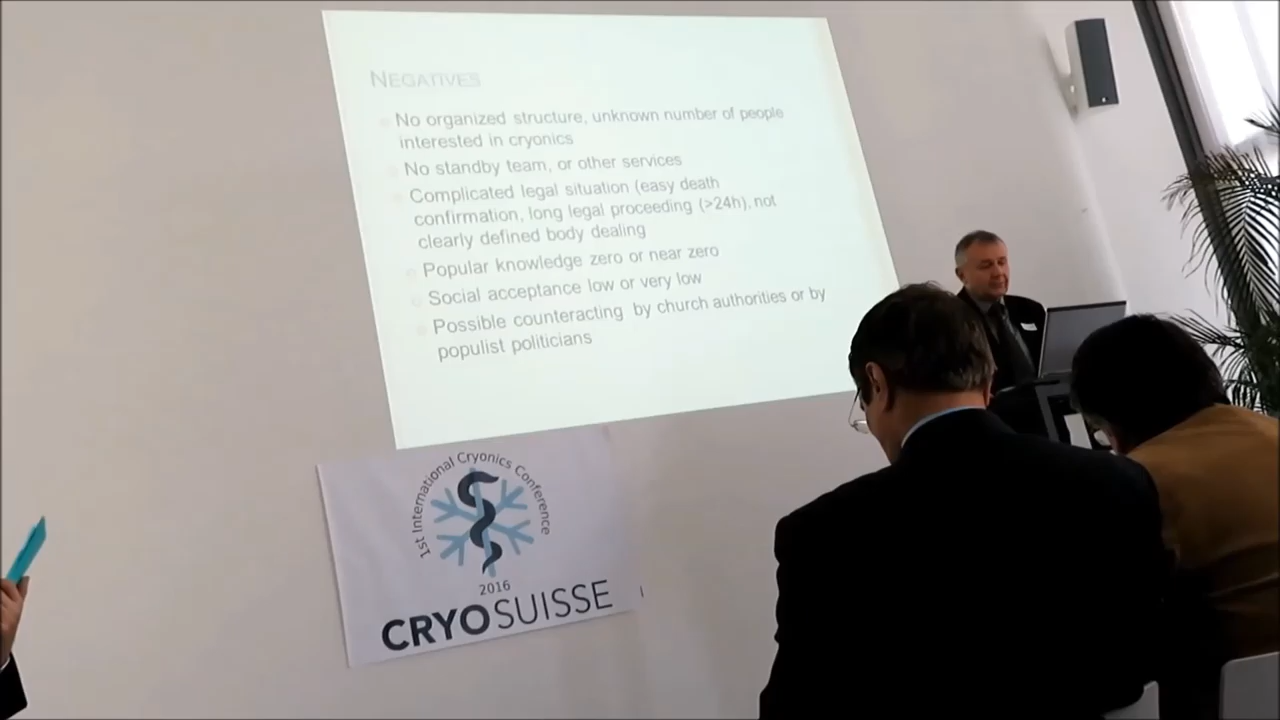 NEGATIVES
No organized structure, unknown number of people
interested in cryonics
No standby team, or other services
Complicated legal situation (easy death
confirmation, long legal proceeding (>24h), not
clearly defined body dealing
Popular knowledge zero or near zero
Social acceptance low or very low
Possible counteracting by church authorities or by
populist politicians
1st International Cryonics Conference
2016
CRYOSUISSE